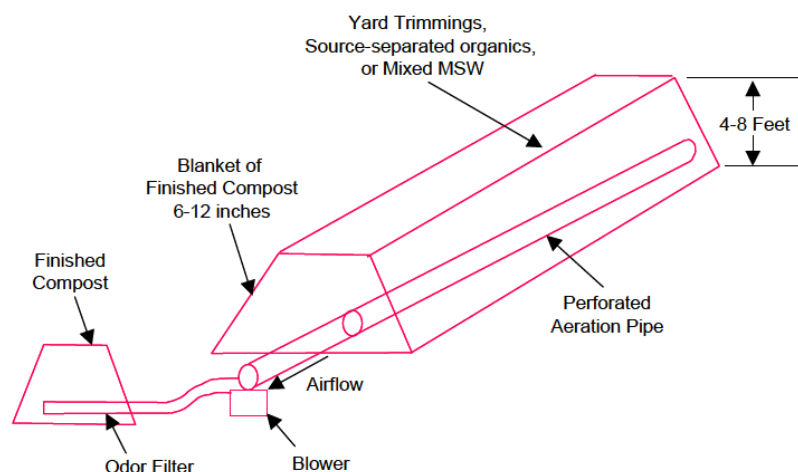 Yard Trimmings,
Source-separated organics,
or Mixed MSW
4-8 Feet
Blanket of
Finished Compost
6-12 inches
Finished
Compost
Perforated
Aeration Pipe
Airflow
Odor Filter
Blower